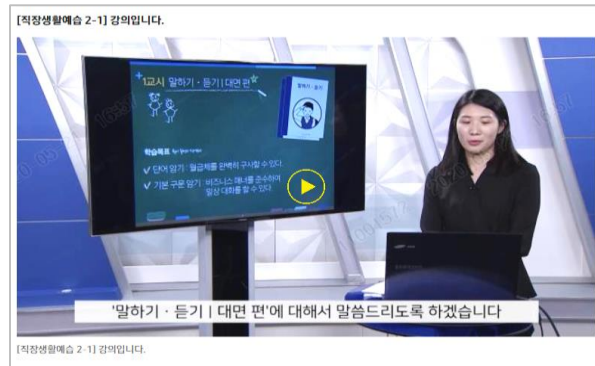 [직장생활예습 2-1] 강의입니다.
1교시 말하기 · 듣기 | 대면 편
말하기 · 듣기
학습목표
✓ 단어 암기 : 월급체를 완벽히 구사할 수 있다.
✓ 기본 구문 암기 : 비즈니스 매너를 준수하여
일상 대화를 할 수 있다
'말하기 · 듣기 | 대면 편'에 대해서 말씀드리도록 하겠습니다
[직장생활예습 2-1] 강의입니다.